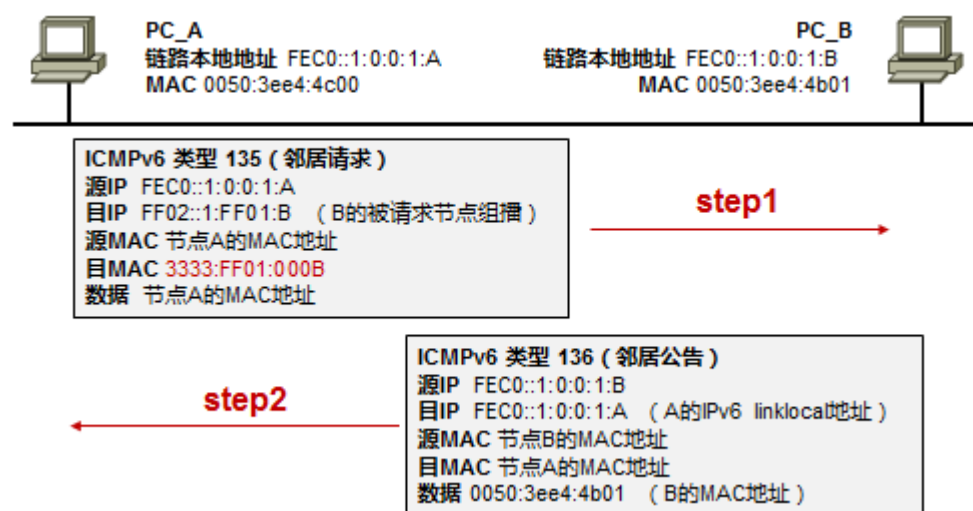 PC_A
链路本地地址 FEC0::1:0:0:1:A
MAC 0050:3ee4:4c00
PC_B
链路本地地址 FEC0::1:0:0:1:B
MAC 0050:3ee4:4b01
ICMPv6 类型 135（邻居请求）
源IP FEC0::1:0:0:1:A
目IP FF02::1:FF01:B （B的被请求节点组播）
源MAC 节点A的MAC地址
目MAC 3333:FF01:000B
数据 节点A的MAC地址
step1
step2
ICMPv6 类型 136（邻居公告）
源IP FEC0::1:0:0:1:B
目IP FEC0::1:0:0:1:A （A的IPv6 linklocal地址）
源MAC 节点B的MAC地址
目MAC 节点A的MAC地址
数据 0050:3ee4:4b01 （B的MAC地址）